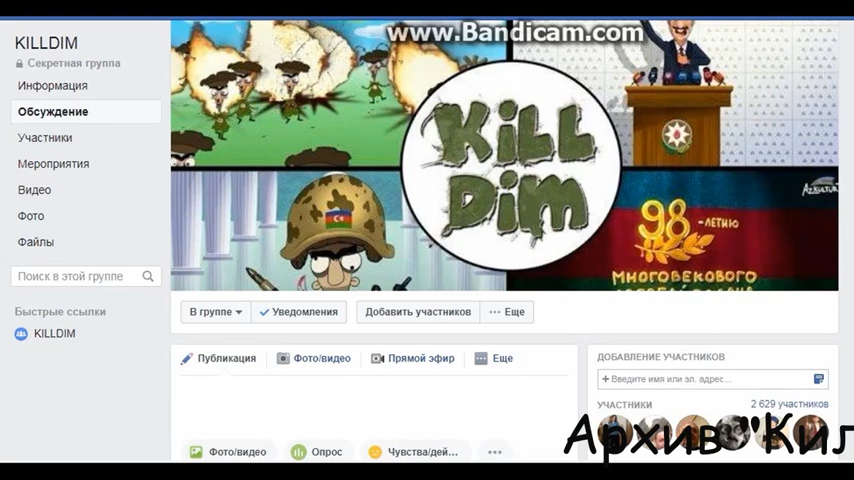 www.Bandicam.com
KILLDIM
Секретная группа
Информация
Обсуждение
Участники
Мероприятия
Видео
Фото
Файлы
Поиск в этой группе
Быстрые ссылки
KILLDIM
KiLL
Dim
AZKULTUR
98-ЛЕТИЮ
МНОГОВЕКОВОГО
В группе
Уведомления
Добавить участников
Еще
Публикация
Фото/видео
Прямой эфир
Еще
Фото/видео
Опрос
Чувства/дей...
ДОБАВЛЕНИЕ УЧАСТНИКОВ
+ Введите имя или эл. адрес...
УЧАСТНИКИ
2 629 участников
Архив "Кил